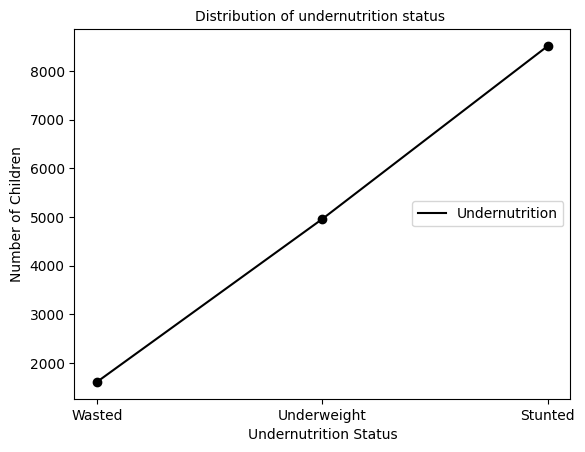 Distribution of undernutrition status
Number of Children
8000
7000
6000
5000
4000
3000
2000
Undernutrition
Wasted
Underweight
Stunted
Undernutrition Status